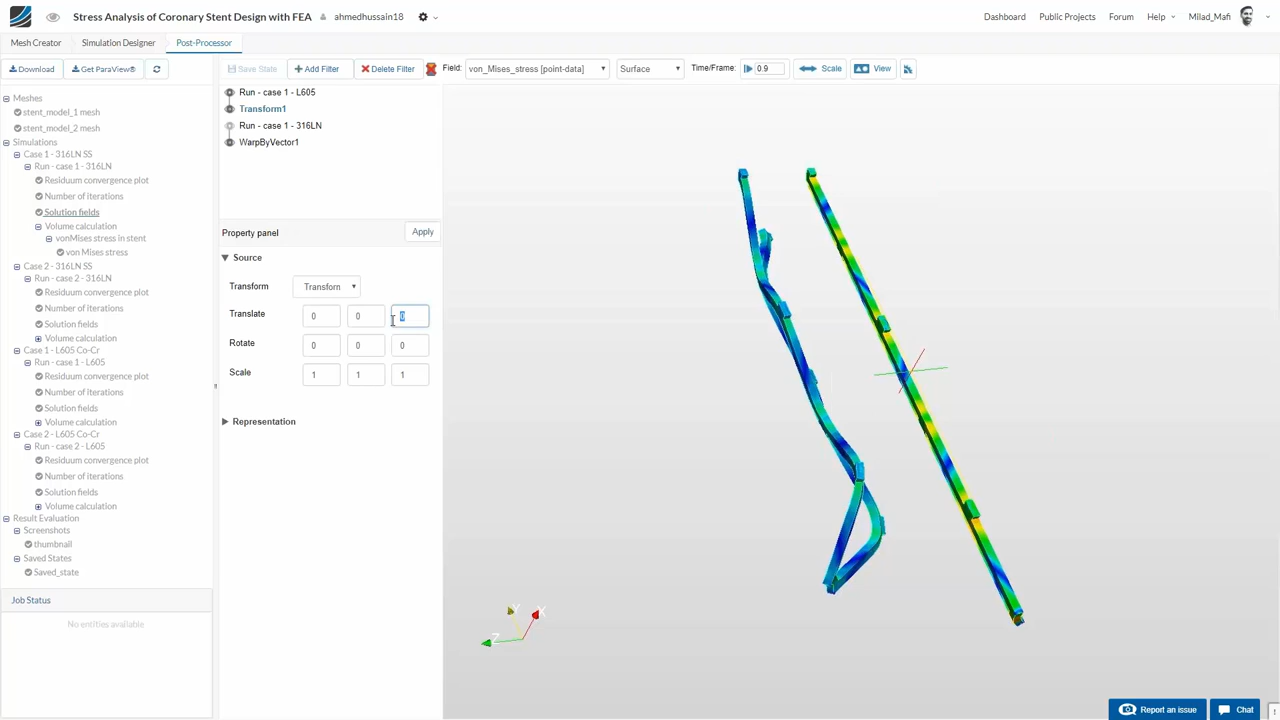 Stress Analysis of Coronary Stent Design with FEA
ahmedhussain18
Dashboard
Public Projects
Forum
Help
Milad_Mafi
Mesh Creator
Simulation Designer
Post-Processor
Download
Get ParaView®
Save State
Add Filter
Delete Filter
Field:
von_Mises_stress [point-data]
Surface
Time/Frame:
0.9
Scale
View
Meshes
stent_model_1 mesh
stent_model_2 mesh
Simulations
Case 1 - 316LN SS
Run - case 1 - 316LN
Residuum convergence plot
Number of iterations
Solution fields
Volume calculation
vonMises stress in stent
von Mises stress
Case 2 - 316LN SS
Run - case 2 - 316LN
Residuum convergence plot
Number of iterations
Solution fields
Volume calculation
Case 1 - L605 Co-Cr
Run - case 1 - L605
Residuum convergence plot
Number of iterations
Solution fields
Volume calculation
Case 2 - L605 Co-Cr
Run - case 2 - L605
Residuum convergence plot
Number of iterations
Solution fields
Volume calculation
Result Evaluation
Screenshots
thumbnail
Saved States
Saved_state
Job Status
No entities available
Run - case 1 - L605
Transform1
Run - case 1 - 316LN
WarpByVector1
Property panel
Apply
Source
Transform
Transforn
Translate
0
0
0
Rotate
0
0
0
Scale
1
1
1
Representation
Y
X
Z
Report an issue
Chat